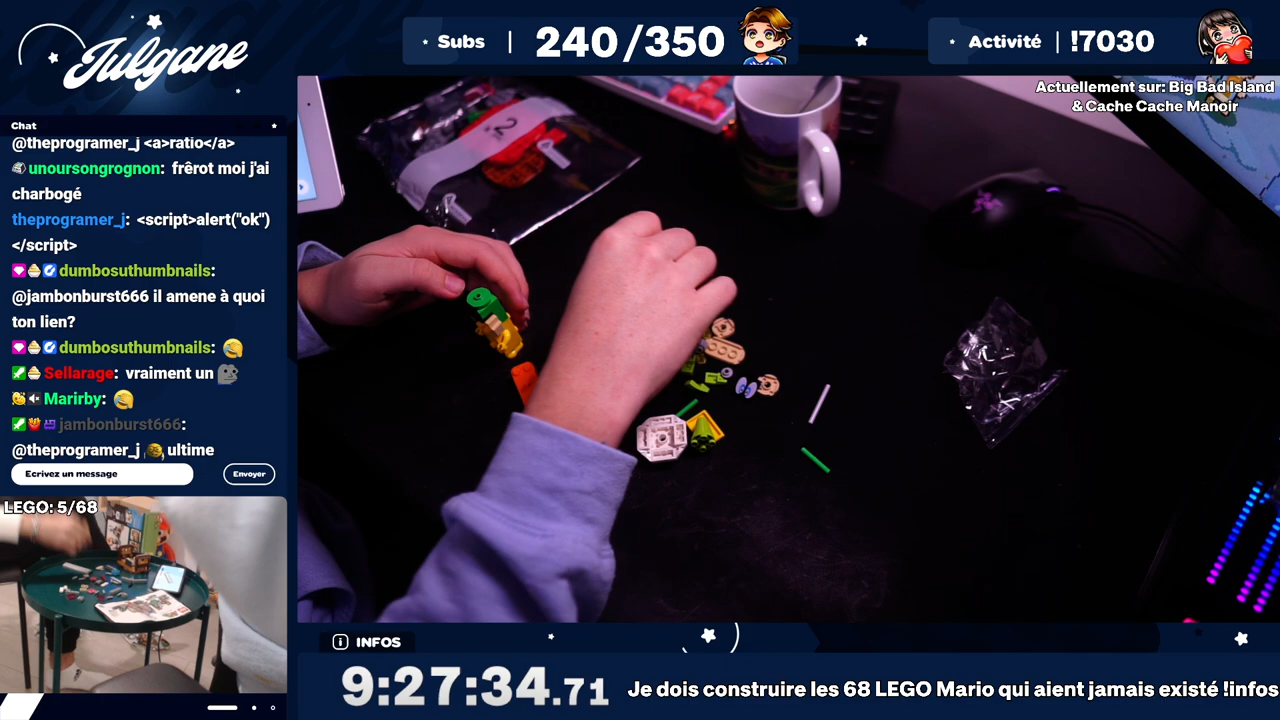 Julgane
Subs | 240/350
Activité | !7030
Actuellement sur: Big Bad Island
& Cache Cache Manoir
Chat
@theprogramer_j <a>ratio</a>
unoursongrognon: frêrot moi j'ai
charbogé
theprogramer_j: <script>alert("ok")
</script>
dumbosuthumbnails:
@jambonburst666 il amene à quoi
ton lien?
dumbosuthumbnails:
Sellarage: vraiment un
Marirby:
jambonburst666:
@theprogramer_j ultime
Ecrivez un message
Envoyer
LEGO: 5/68
2
INFOS
9:27:34.71
Je dois construire les 68 LEGO Mario qui aient jamais existé !infos